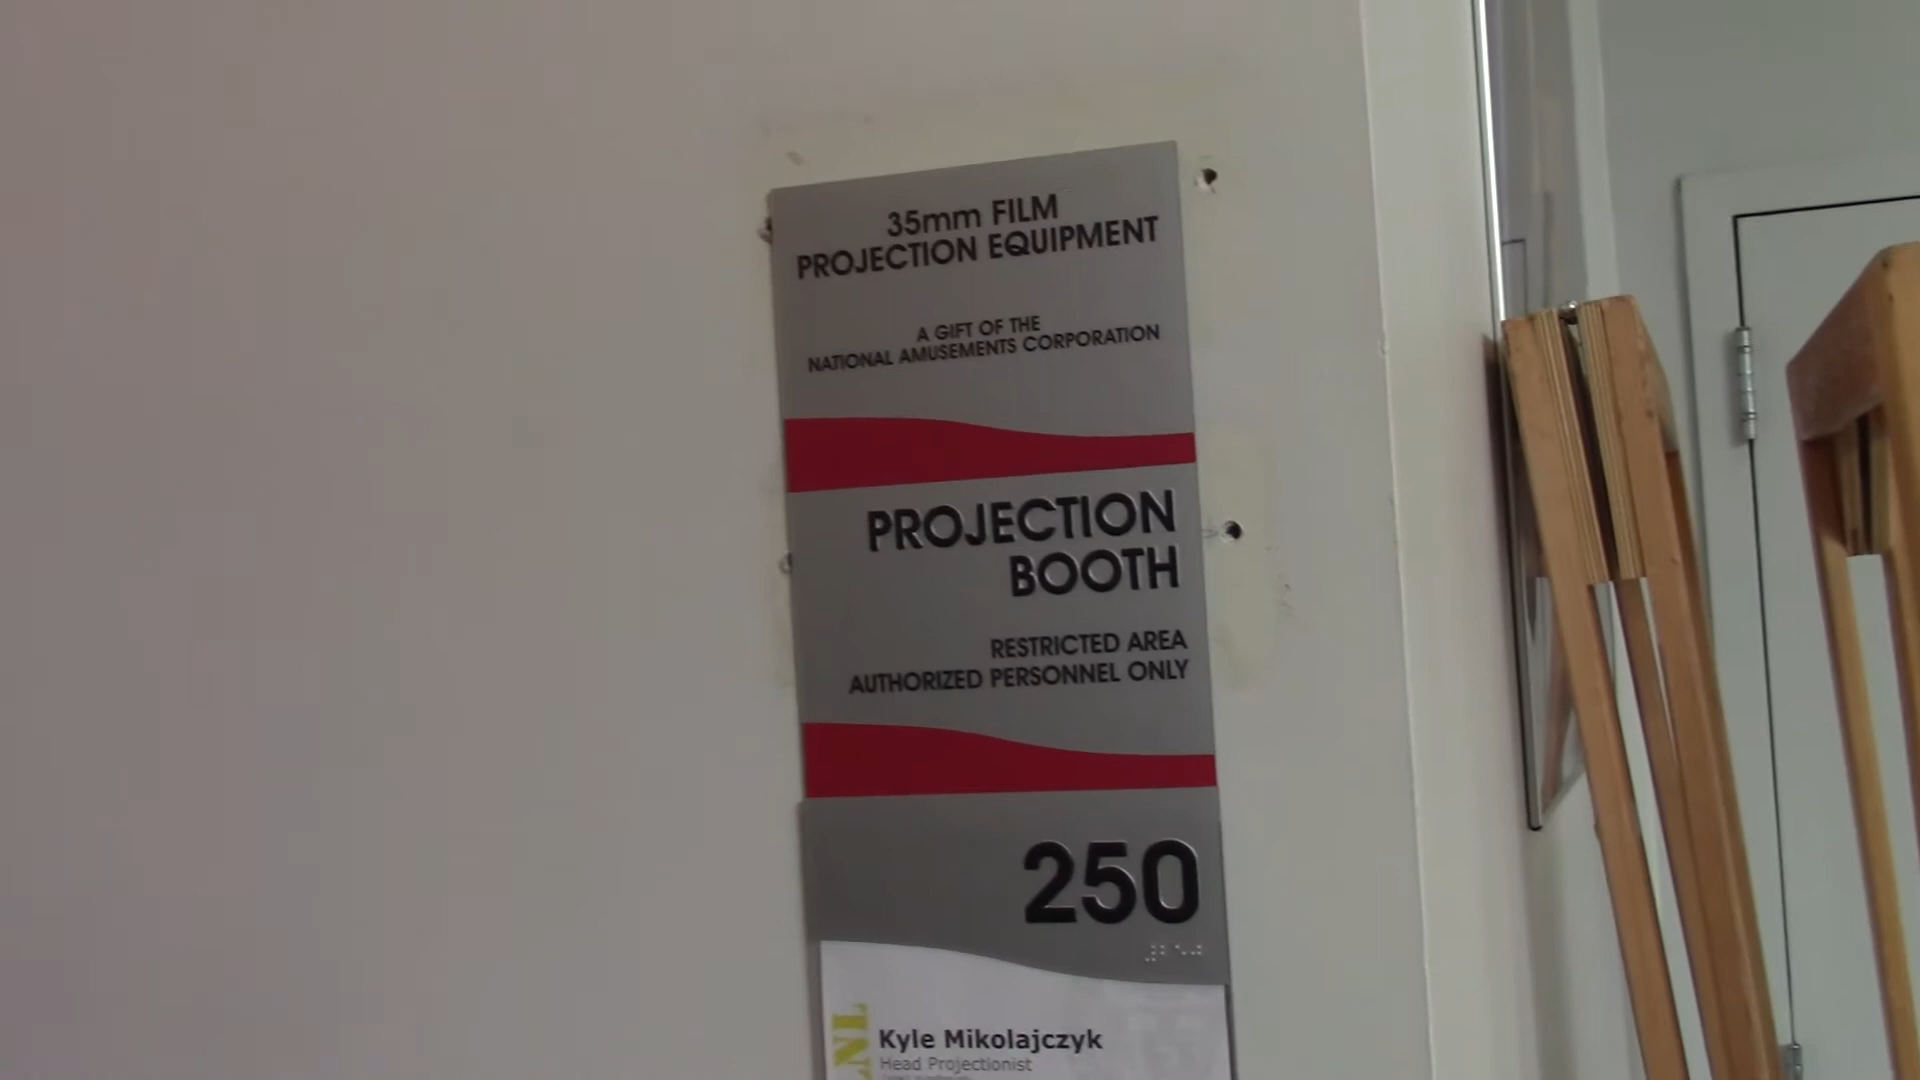 35mm FILM
PROJECTION EQUIPMENT
A GIFT OF THE
NATIONAL AMUSEMENTS CORPORATION
PROJECTION
BOOTH
RESTRICTED AREA
AUTHORIZED PERSONNEL ONLY
250
LNL
Kyle Mikolajczyk
Head Projectionist